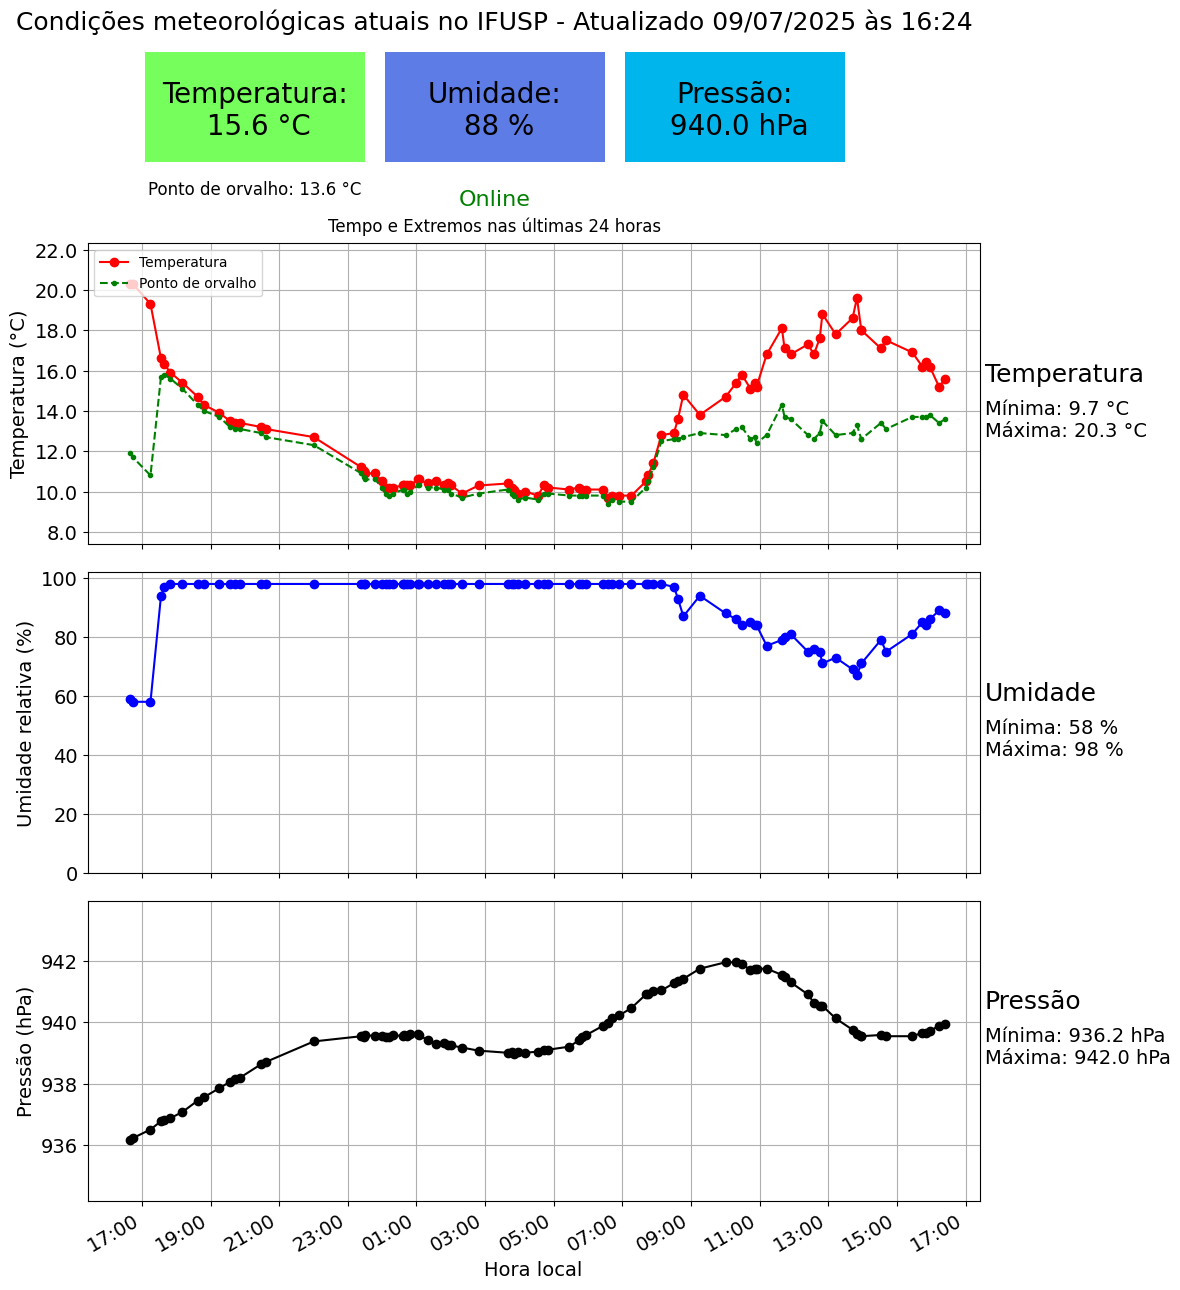 Condições meteorológicas atuais no IFUSP - Atualizado 09/07/2025 às 16:24
Temperatura:
15.6 °C
Umidade:
88 %
Pressão:
940.0 hPa
Ponto de orvalho: 13.6 °C
Online
Tempo e Extremos nas últimas 24 horas
Temperatura
Ponto de orvalho
Temperatura (°C)
22.0
20.0
18.0
16.0
14.0
12.0
10.0
8.0
Temperatura
Mínima: 9.7 °C
Máxima: 20.3 °C
Umidade relativa (%)
100
80
60
40
20
0
Umidade
Mínima: 58 %
Máxima: 98 %
Pressão (hPa)
942
940
938
936
Pressão
Mínima: 936.2 hPa
Máxima: 942.0 hPa
17:00
19:00
21:00
23:00
01:00
03:00
05:00
07:00
09:00
11:00
13:00
15:00
17:00
Hora local